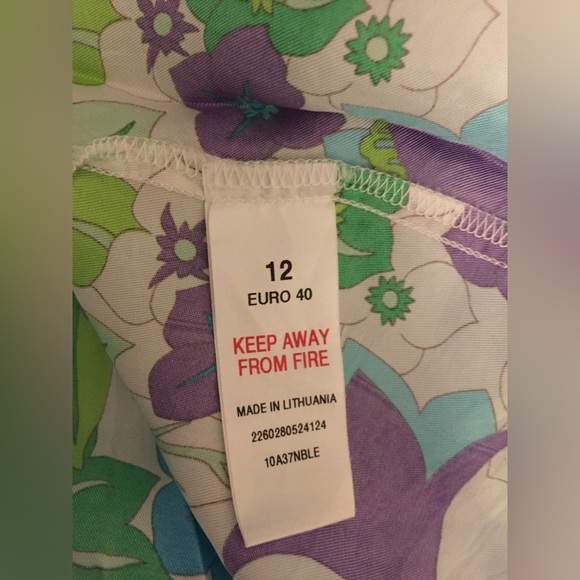 12
EURO 40
KEEP AWAY
FROM FIRE
MADE IN LITHUANIA
2260280524124
10A37NBLE